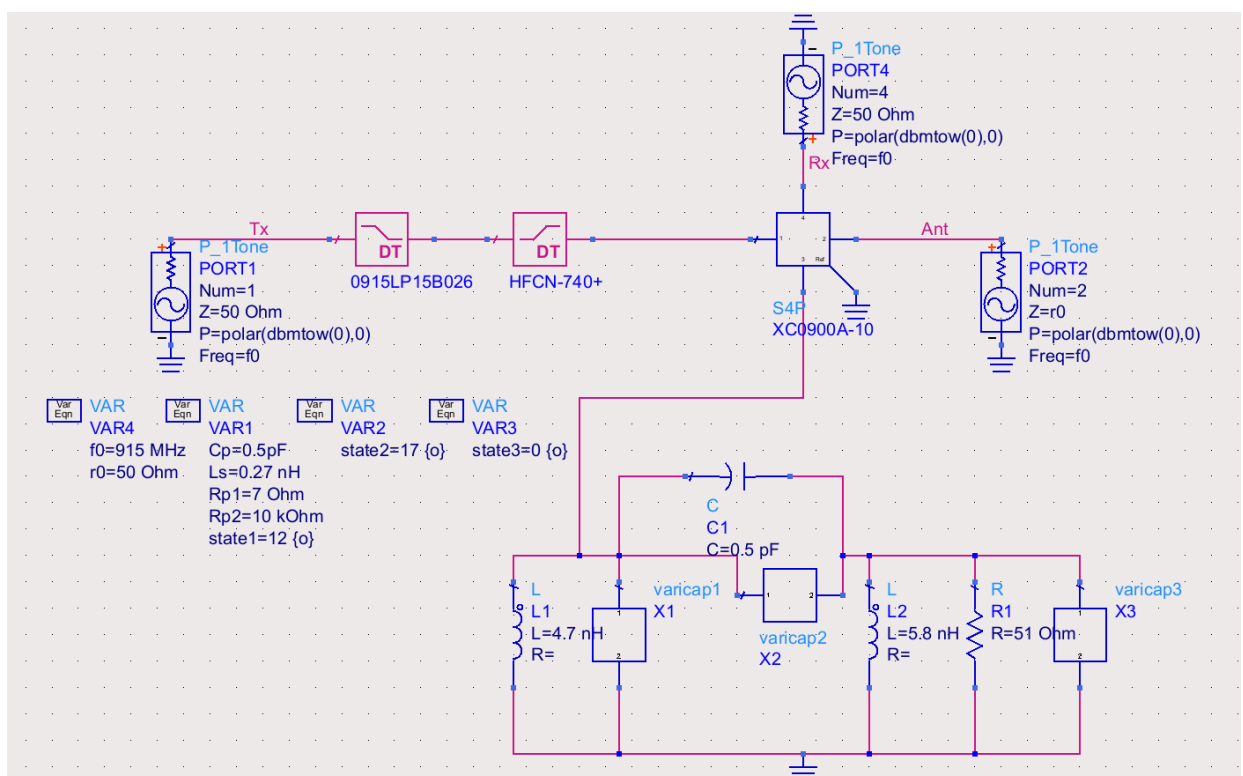 P_1Tone
PORT4
Num=4
Z=50 Ohm
P=polar(dbmtow(0),0)
Freq=f0
Rx
Tx
P_1Tone
PORT1
Num=1
Z=50 Ohm
P=polar(dbmtow(0),0)
Freq=f0
DT
0915LP15B026
DT
HFCN-740+
4
1
2
3
Ref
S4P
XC0900A-10
Ant
P_1Tone
PORT2
Num=2
Z=r0
P=polar(dbmtow(0),0)
Freq=f0
Var
Eqn
VAR
VAR4
f0=915 MHz
r0=50 Ohm
Var
Eqn
VAR
VAR1
Cp=0.5pF
Ls=0.27 nH
Rp1=7 Ohm
Rp2=10 kOhm
state1=12 {o}
Var
Eqn
VAR
VAR2
state2=17 {o}
Var
Eqn
VAR
VAR3
state3=0 {o}
C
C1
C=0.5 pF
L
L1
L=4.7 nH
R=
varicap1
X1
1
2
1
2
varicap2
X2
L
L2
L=5.8 nH
R=
R
R1
R=51 Ohm
varicap3
X3
1
2